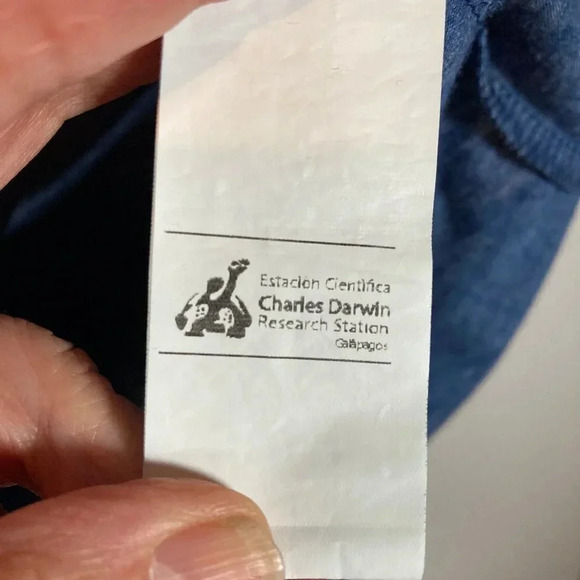 Estación Científica
Charles Darwin
Research Station
Galápagos